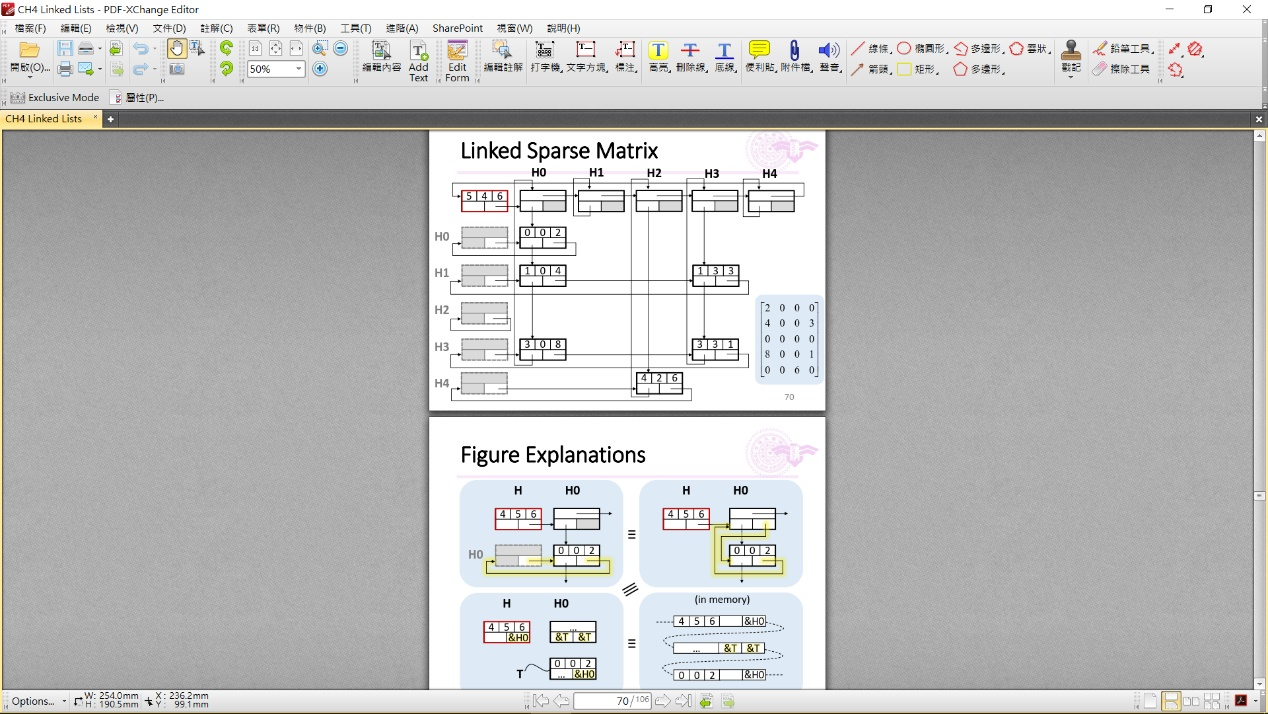 CH4 Linked Lists - PDF-XChange Editor
檔案(F) 編輯(E) 檢視(V) 文件(D) 註解(C) 表單(R) 物件(B) 工具(T) 進階(A) SharePoint 視窗(W) 說明(H)
開啟(O)... 50% 編輯內容 Add Text Edit Form 編輯註解 打字機 文字方塊 標注 高亮 刪除線 底線 便利貼 附件檔 聲音 線條 橢圓形 多邊形 雲狀 戳記 鉛筆工具
箭頭 矩形 多邊形 擦除工具
Exclusive Mode 屬性(P)...
CH4 Linked Lists
Linked Sparse Matrix
H0 H1 H2 H3 H4
5 4 6
H0 0 0 2
H1 1 0 4 1 3 3
H2
H3 3 0 8 3 3 1
H4 4 2 6
2 0 0 0
4 0 0 3
0 0 0 0
8 0 0 1
0 0 6 0
70
Figure Explanations
H H0
4 5 6
H0 0 0 2
≡
H H0
4 5 6
0 0 2
H H0
4 5 6 ...
&H0 &T &T
T 0 0 2
... &H0
≡
(in memory)
4 5 6 &H0
... &T &T
0 0 2 &H0
Options... W: 254.0mm X: 236.2mm 70 / 106
H: 190.5mm Y: 99.1mm